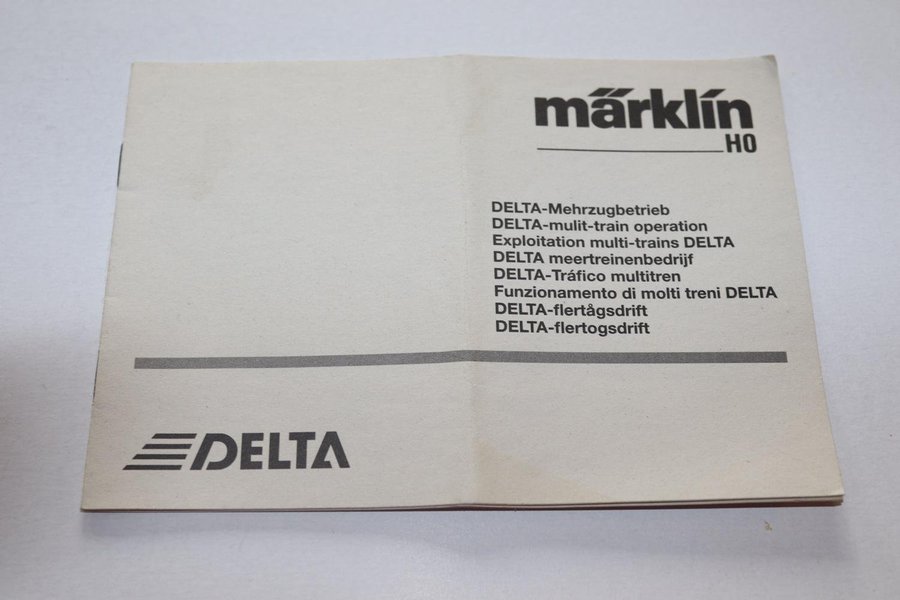 märklin
H0
DELTA-Mehrzugbetrieb
DELTA-mulit-train operation
Exploitation multi-trains DELTA
DELTA meertreinenbedrijf
DELTA-Tráfico multitren
Funzionamento di molti treni DELTA
DELTA-flertågsdrift
DELTA-flertogsdrift
DELTA